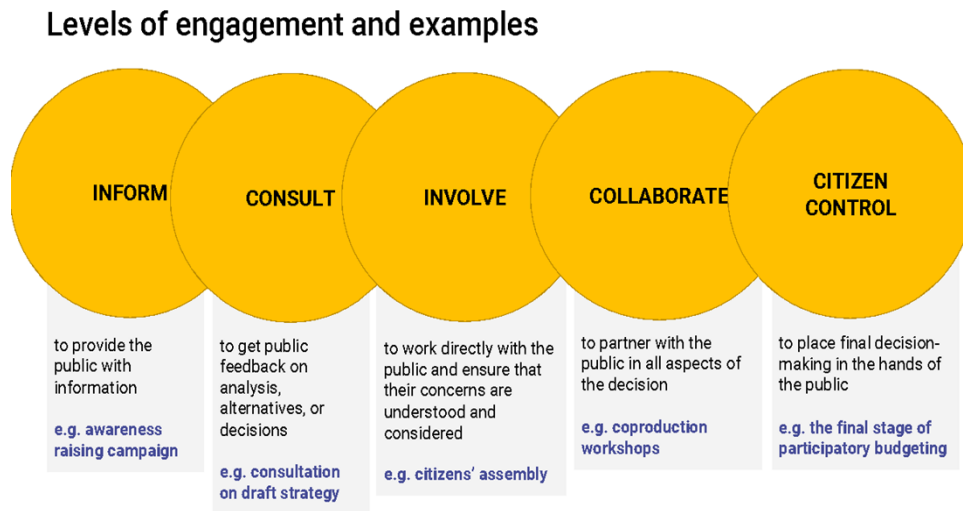 Levels of engagement and examples
INFORM
CONSULT
INVOLVE
COLLABORATE
CITIZEN
CONTROL
to provide the
public with
information
e.g. awareness
raising campaign
to get public
feedback on
analysis,
alternatives, or
decisions
e.g. consultation
on draft strategy
to work directly with the
public and ensure that
their concerns are
understood and
considered
e.g. citizens’ assembly
to partner with the
public in all aspects of
the decision
e.g. coproduction
workshops
to place final decision-
making in the hands of
the public
e.g. the final stage of
participatory budgeting